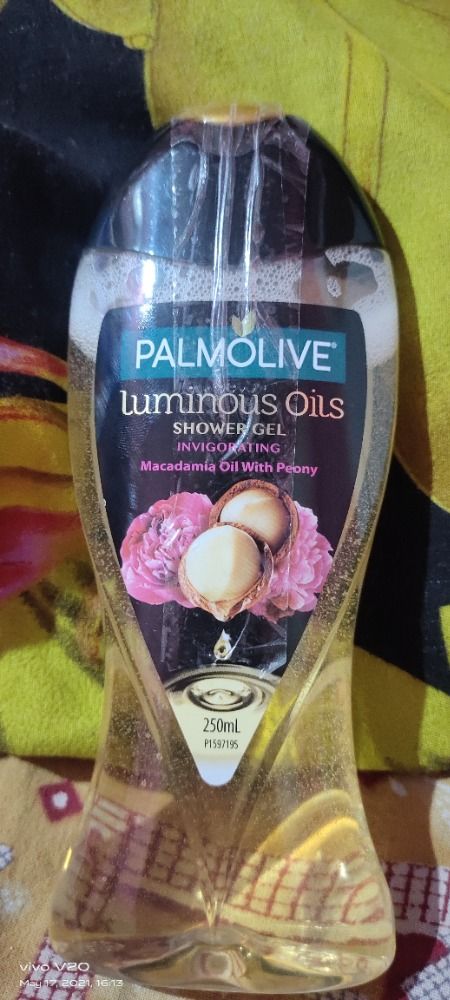 PALMOLIVE®
Luminous Oils
SHOWER GEL
INVIGORATING
Macadamia Oil With Peony
250mL
P1597195
vivo V20
May 17, 2021, 16:13